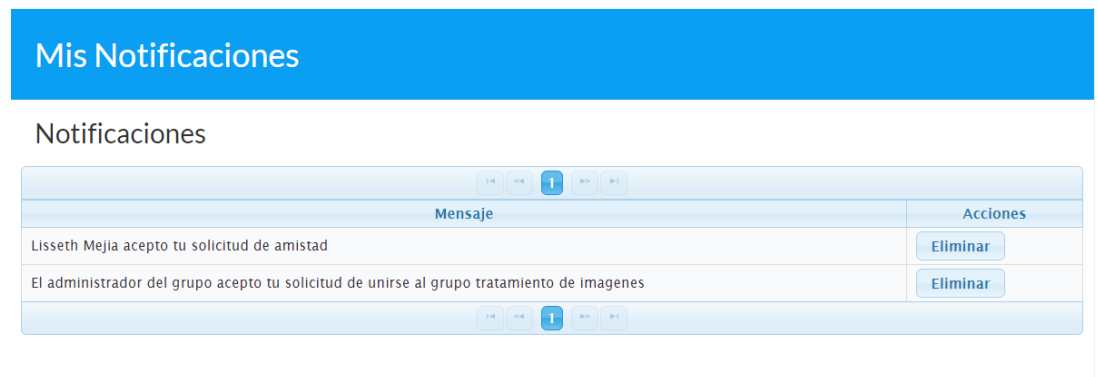 Mis Notificaciones
Notificaciones
1
Mensaje Acciones
Lisseth Mejia acepto tu solicitud de amistad Eliminar
El administrador del grupo acepto tu solicitud de unirse al grupo tratamiento de imagenes Eliminar
1